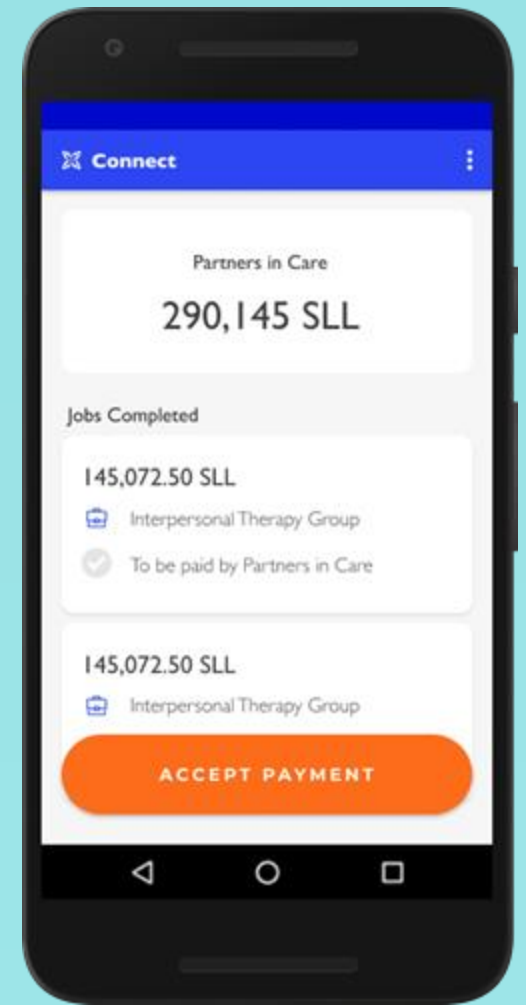 Connect
Partners in Care
290,145 SLL
Jobs Completed
145,072.50 SLL
Interpersonal Therapy Group
To be paid by Partners in Care
145,072.50 SLL
Interpersonal Therapy Group
ACCEPT PAYMENT